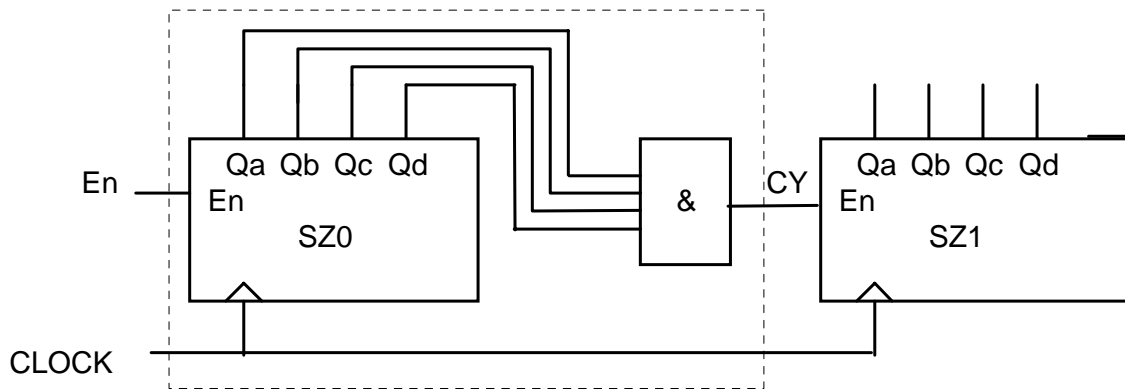 Qa Qb Qc Qd
En
En
SZ0
&
CY
Qa Qb Qc Qd
En
SZ1
CLOCK